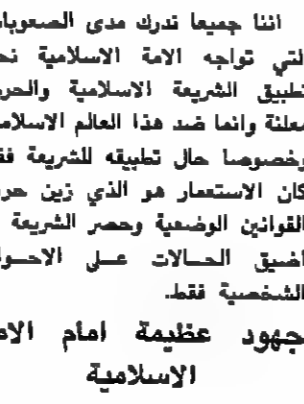 اننا جميعا ندرك مدى الصعوبا
لتي تواجه الامة الاسلامية نح
تطبيق الشريعة الاسلامية والحر
معلنة وانما ضد هذا العالم الاسلام
وخصوصا حال تطبيقه للشريعة فق
كان الاستعمار هو الذي زين حر
القوانين الوضعية وحصر الشريعة
اضيق الحالات على الاحوا
الشخصية فقط.
جهود عظيمة امام الام
الاسلامية